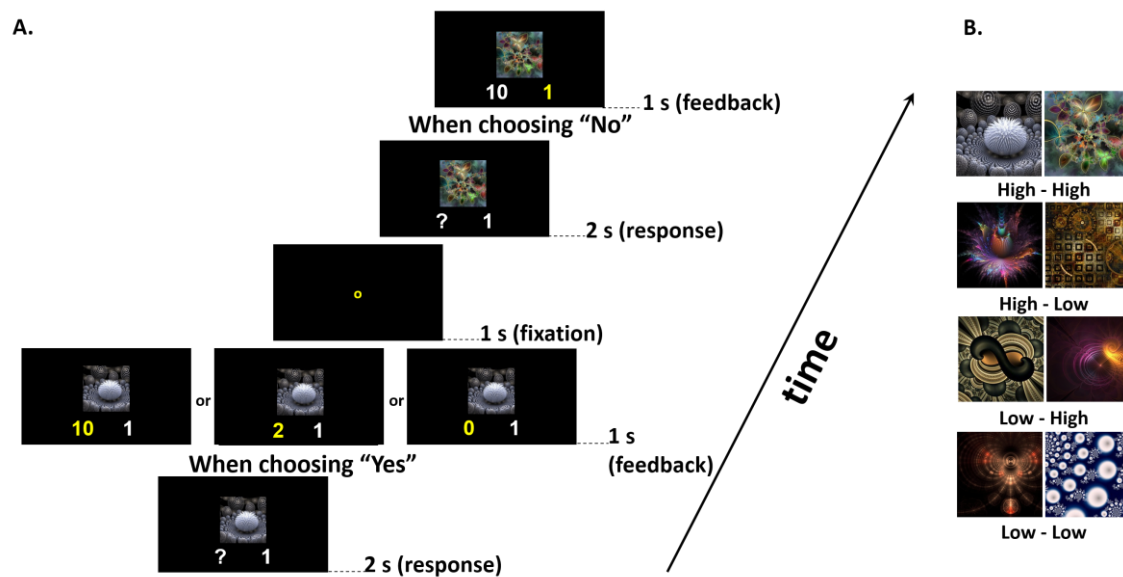 A.
10 1
1 s (feedback)
When choosing “No”
? 1
2 s (response)
o
1 s (fixation)
10 1
or
2 1
or
0 1
1 s
(feedback)
When choosing “Yes”
? 1
2 s (response)
time
B.
High - High
High - Low
Low - High
Low - Low